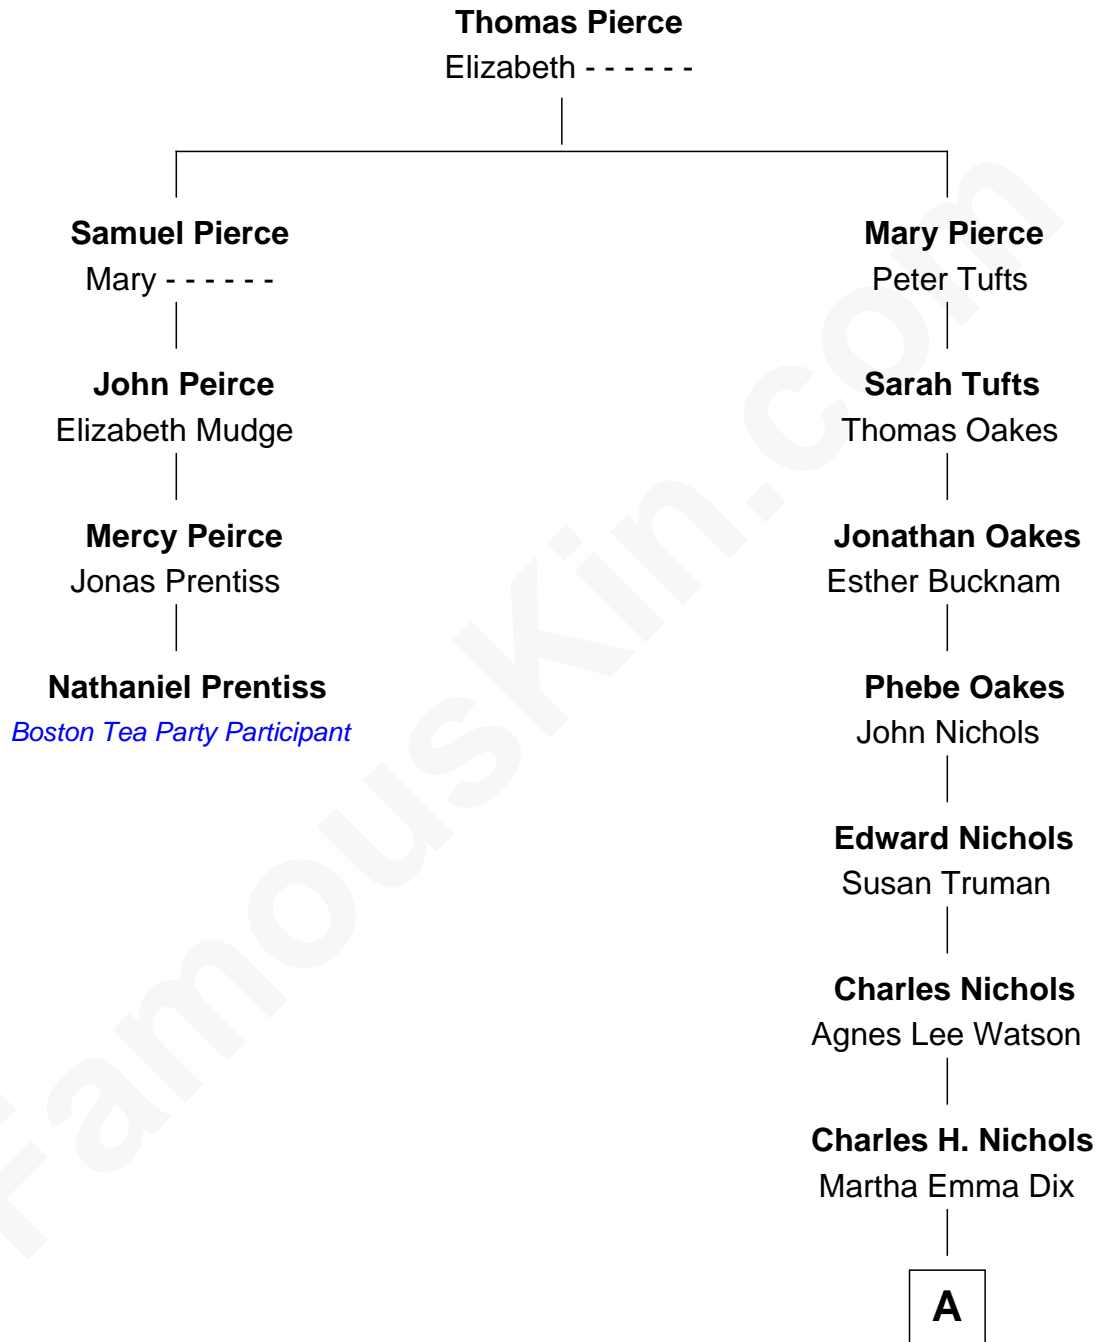 Thomas Pierce
Elizabeth - - - - - -
Samuel Pierce
Mary - - - - - -
John Peirce
Elizabeth Mudge
Mercy Peirce
Jonas Prentiss
Nathaniel Prentiss
Boston Tea Party Participant
Mary Pierce
Peter Tufts
Sarah Tufts
Thomas Oakes
Jonathan Oakes
Esther Bucknam
Phebe Oakes
John Nichols
Edward Nichols
Susan Truman
Charles Nichols
Agnes Lee Watson
Charles H. Nichols
Martha Emma Dix
A
FamousKin.com